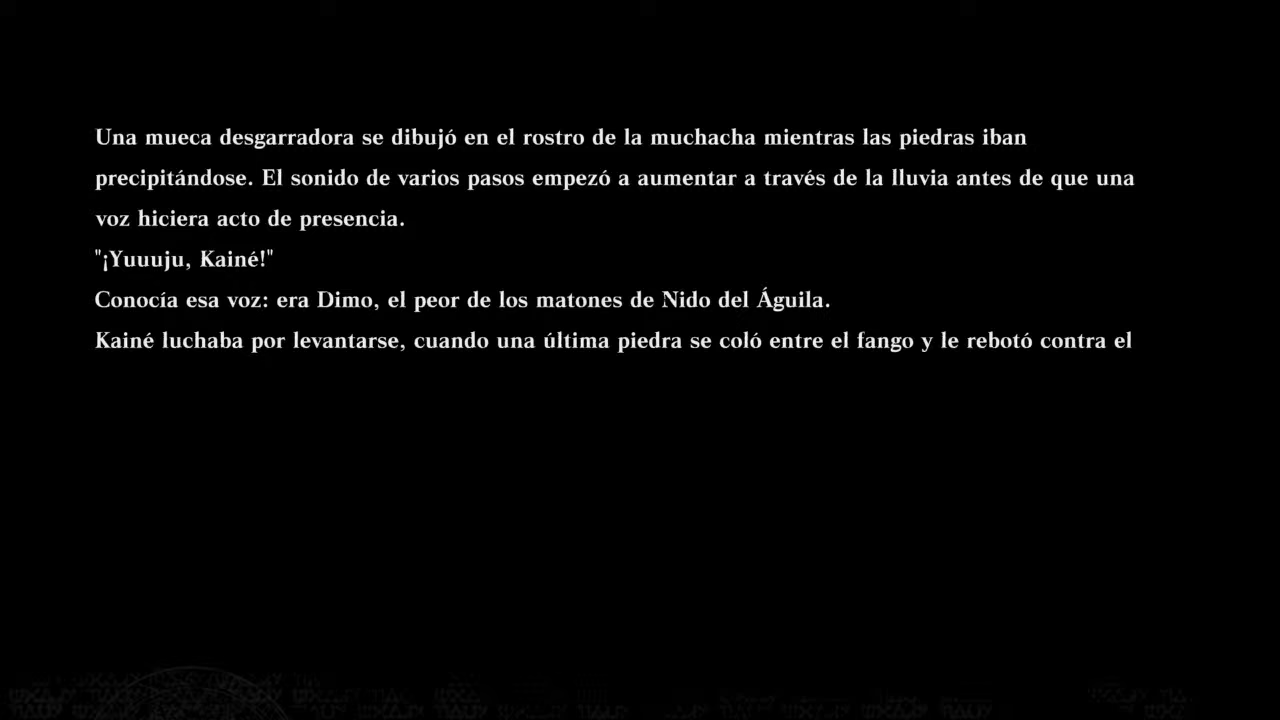 Una mueca desgarradora se dibujó en el rostro de la muchacha mientras las piedras iban
precipitándose. El sonido de varios pasos empezó a aumentar a través de la lluvia antes de que una
voz hiciera acto de presencia.
"¡Yuuuju, Kainé!"
Conocía esa voz: era Dimo, el peor de los matones de Nido del Águila.
Kainé luchaba por levantarse, cuando una última piedra se coló entre el fango y le rebotó contra el